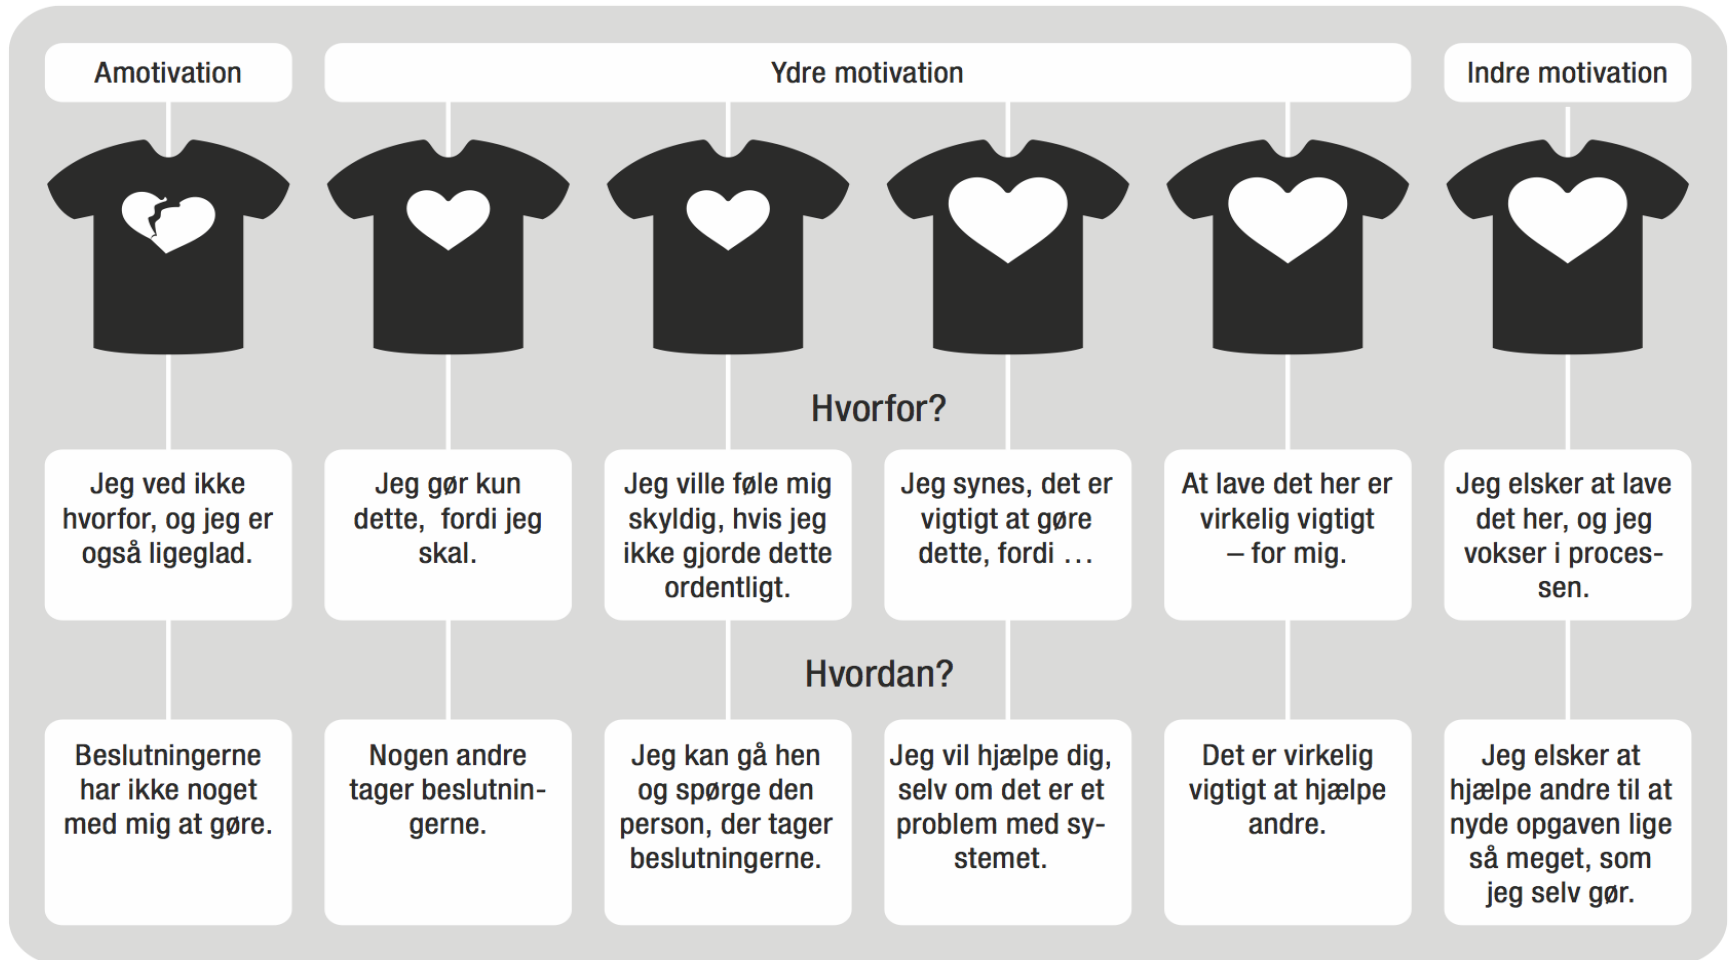 Amotivation
Ydre motivation
Indre motivation
Hvorfor?
Jeg ved ikke
hvorfor, og jeg er
også ligeglad.
Jeg gør kun
dette, fordi jeg
skal.
Jeg ville føle mig
skyldig, hvis jeg
ikke gjorde dette
ordentligt.
Jeg synes, det er
vigtigt at gøre
dette, fordi …
At lave det her er
virkelig vigtigt
– for mig.
Jeg elsker at lave
det her, og jeg
vokser i proces-
sen.
Hvordan?
Beslutningerne
har ikke noget
med mig at gøre.
Nogen andre
tager beslutnin-
gerne.
Jeg kan gå hen
og spørge den
person, der tager
beslutningerne.
Jeg vil hjælpe dig,
selv om det er et
problem med sy-
stemet.
Det er virkelig
vigtigt at hjælpe
andre.
Jeg elsker at
hjælpe andre til at
nyde opgaven lige
så meget, som
jeg selv gør.